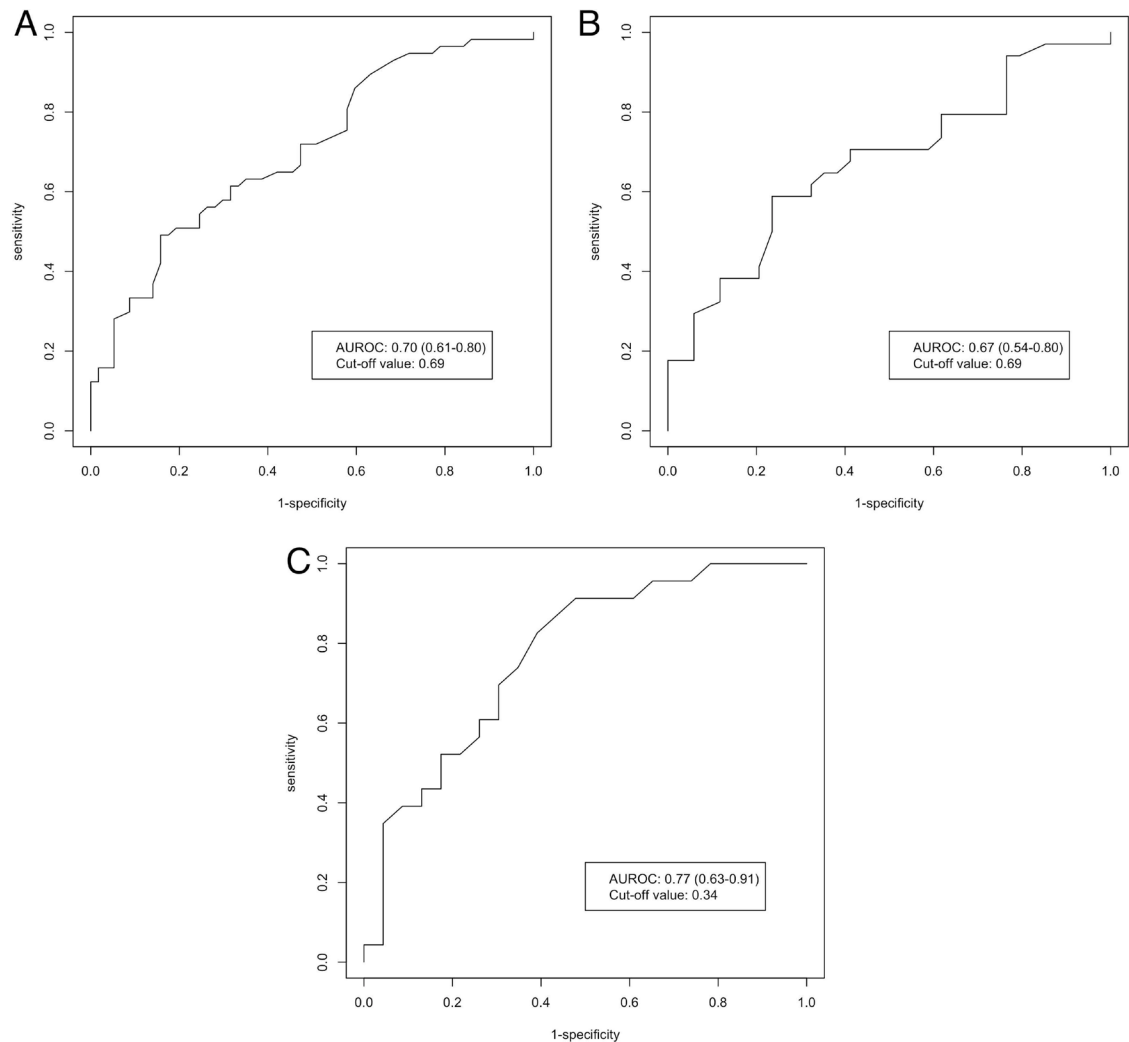 A
1.0
0.8
0.6
0.4
0.2
0.0
sensitivity
AUROC: 0.70 (0.61-0.80)
Cut-off value: 0.69
0.0 0.2 0.4 0.6 0.8 1.0
1-specificity
B
1.0
0.8
0.6
0.4
0.2
0.0
sensitivity
AUROC: 0.67 (0.54-0.80)
Cut-off value: 0.69
0.0 0.2 0.4 0.6 0.8 1.0
1-specificity
C
1.0
0.8
0.6
0.4
0.2
0.0
sensitivity
AUROC: 0.77 (0.63-0.91)
Cut-off value: 0.34
0.0 0.2 0.4 0.6 0.8 1.0
1-specificity